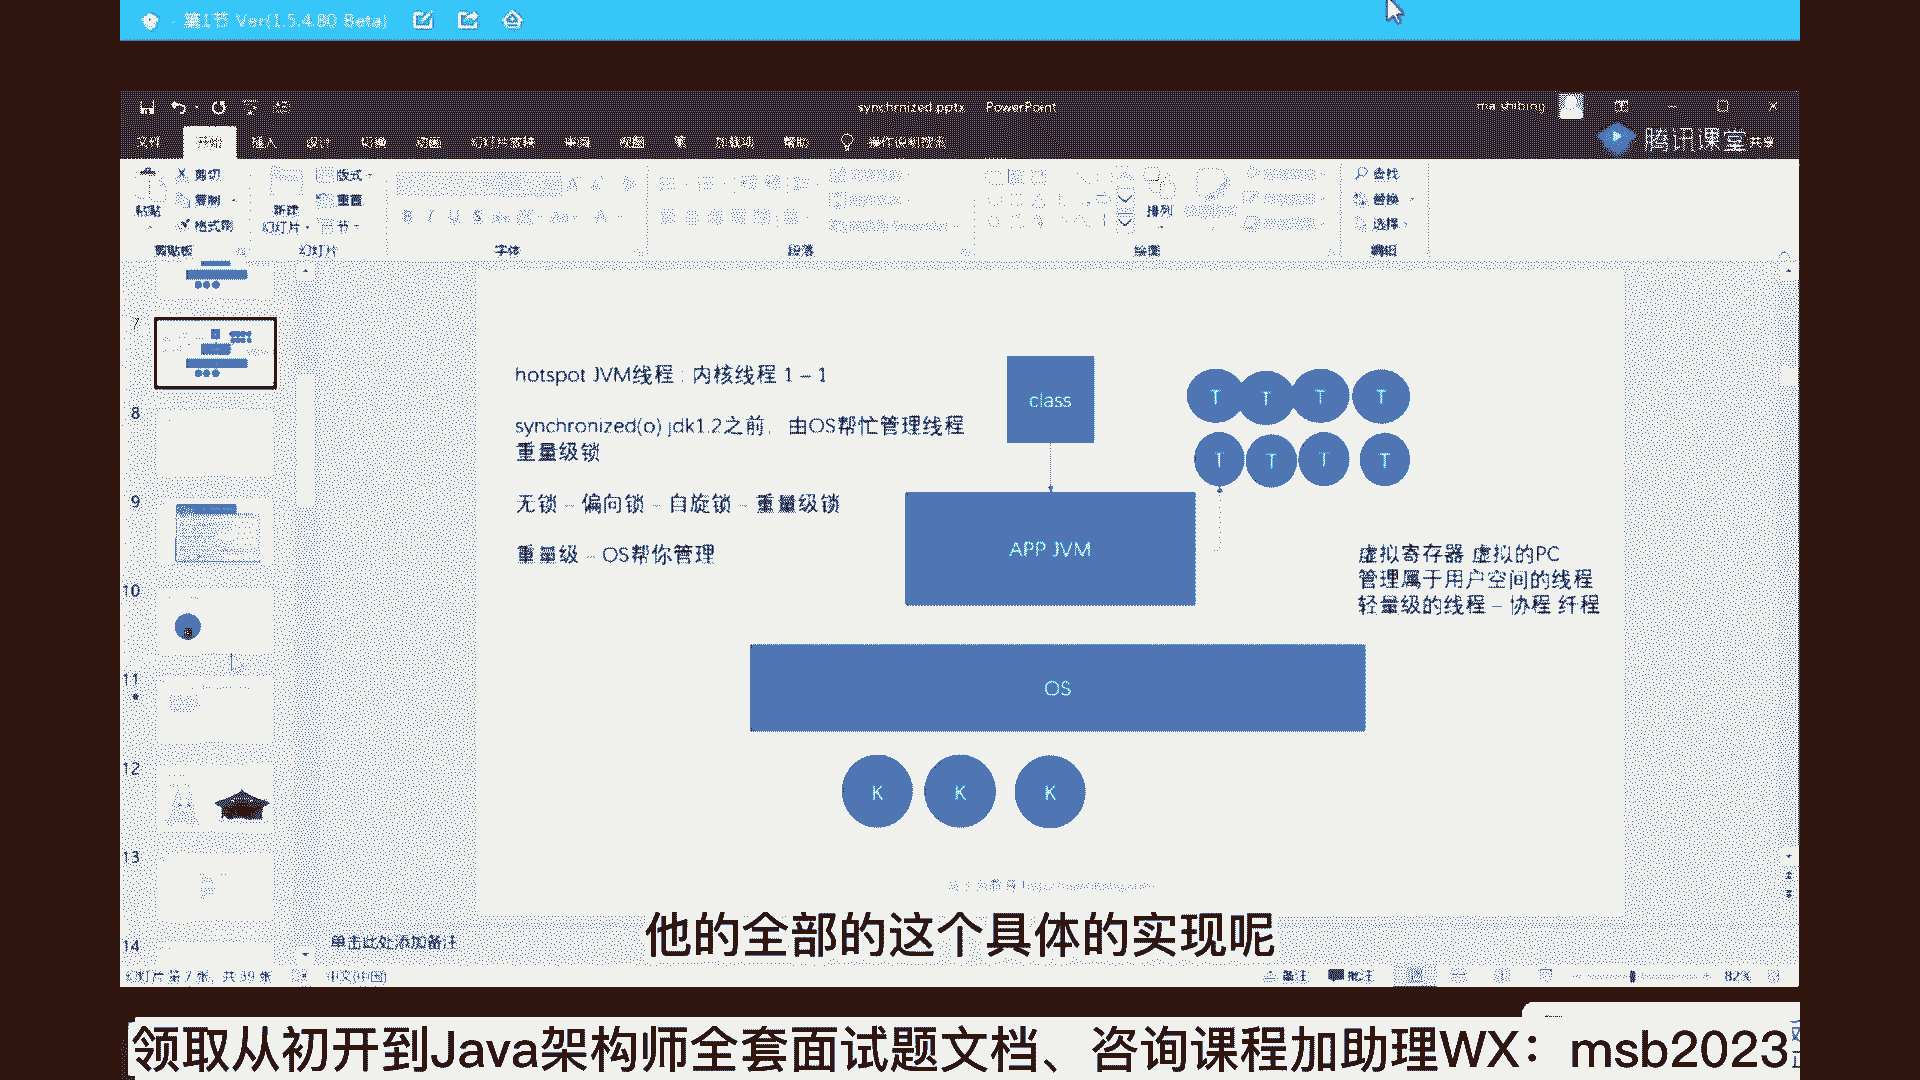 第1节 Ver(1.5.4.80 Beta)
synchrnized.pptx - PowerPoint
ma shibing
文件 开始 插入 设计 切换 动画 幻灯片放映 审阅 视图 帮助 操作说明搜索
加载项
腾讯课堂 共享
剪切
复制
格式刷
粘贴
剪贴板
新建
幻灯片
版式
重置
节
幻灯片
字体
段落
排列
绘图
查找
替换
选择
编辑
7
8
9
10
11
12
13
14
hotspot JVM线程 : 内核线程 1 – 1
synchronized(o) jdk1.2之前, 由OS帮忙管理线程
重量级锁
无锁 – 偏向锁 – 自旋锁 – 重量级锁
重量级 – OS帮你管理
class
T T T T
T T T T
APP JVM
虚拟寄存器 虚拟的PC
管理属于用户空间的线程
轻量级的线程 – 协程 纤程
OS
K K K
单击此处添加备注
他的全部的这个具体的实现呢
幻灯片 第 7 张, 共 39 张 中文(中国)
备注 批注 82%
领取从初开到Java架构师全套面试题文档、咨询课程加助理WX：msb2023